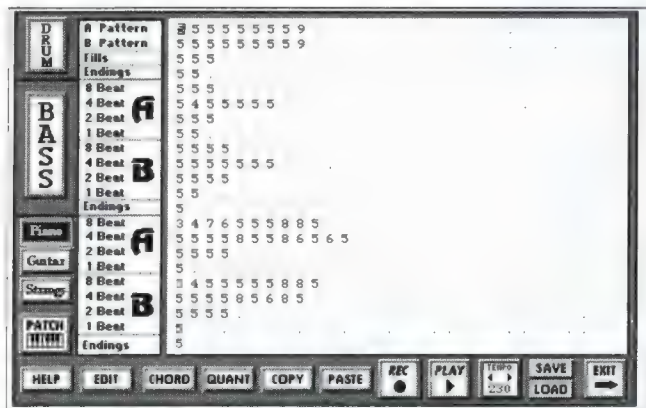 DRUM
A Pattern 5 5 5 5 5 5 5 9
B Pattern 5 5 5 5 5 5 5 5 9
Fills 5 5 5
Endings 5 5
BASS
A
8 Beat 5 5 5
4 Beat 5 4 5 5 5 5 5
2 Beat 5 5 5
1 Beat 5 5
B
8 Beat 5 5 5 5
4 Beat 5 5 5 5 5 5 5
2 Beat 5 5 5 5
1 Beat 5 5
Endings 5
Piano
Guitar
Strings
PATCH
A
8 Beat 3 4 7 6 5 5 5 8 8 5
4 Beat 5 5 5 5 8 5 5 8 6 5 6 5
2 Beat 5 5 5 5
1 Beat 5
B
8 Beat 3 4 5 5 5 5 5 8 8 5
4 Beat 5 5 5 5 8 5 6 8 5
2 Beat 5 5 5 5
1 Beat 5
Endings 5
HELP EDIT CHORD QUANT COPY PASTE REC PLAY TEMPO 230 SAVE LOAD EXIT